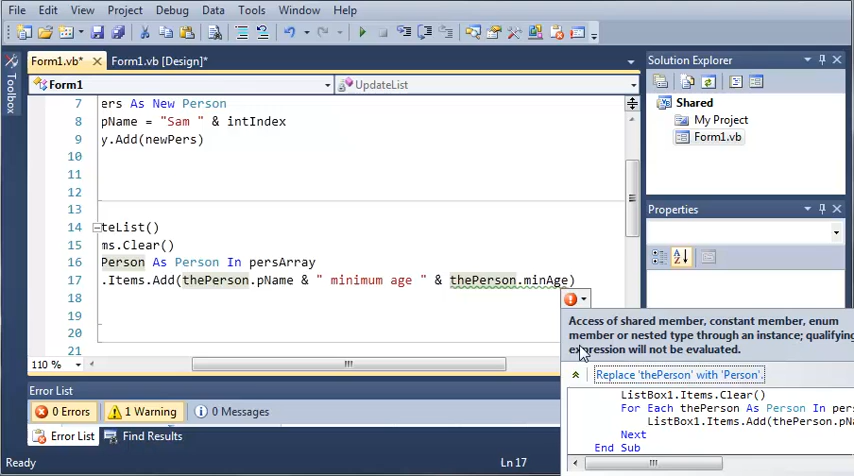 File Edit View Project Debug Data Tools Window Help
Form1.vb* Form1.vb [Design]*
Form1 UpdateList
Toolbox
7 ers As New Person
8 pName = "Sam " & intIndex
9 y.Add(newPers)
10
11
12
13
14 teList()
15 ms.Clear()
16 Person As Person In persArray
17 .Items.Add(thePerson.pName & " minimum age " & thePerson.minAge)
18
19
20
21
110 %
Solution Explorer
Shared
My Project
Form1.vb
Properties
Access of shared member, constant member, enum
member or nested type through an instance; qualifying
expression will not be evaluated.
Replace 'thePerson' with 'Person'.
ListBox1.Items.Clear()
For Each thePerson As Person In pers
ListBox1.Items.Add(thePerson.pNa
Next
End Sub
Error List
0 Errors 1 Warning 0 Messages
Error List Find Results
Ready Ln 17